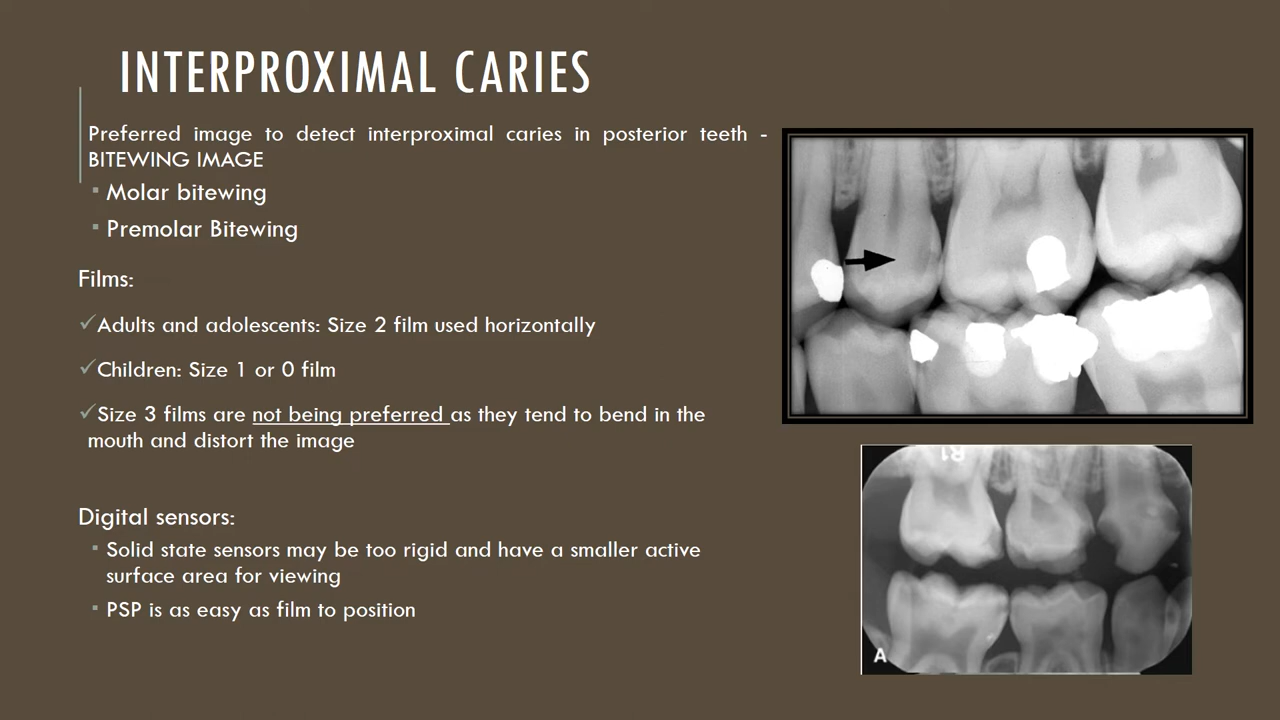 INTERPROXIMAL CARIES
Preferred image to detect interproximal caries in posterior teeth -
BITEWING IMAGE
Molar bitewing
Premolar Bitewing
Films:
Adults and adolescents: Size 2 film used horizontally
Children: Size 1 or 0 film
Size 3 films are not being preferred as they tend to bend in the
mouth and distort the image
Digital sensors:
Solid state sensors may be too rigid and have a smaller active
surface area for viewing
PSP is as easy as film to position
A